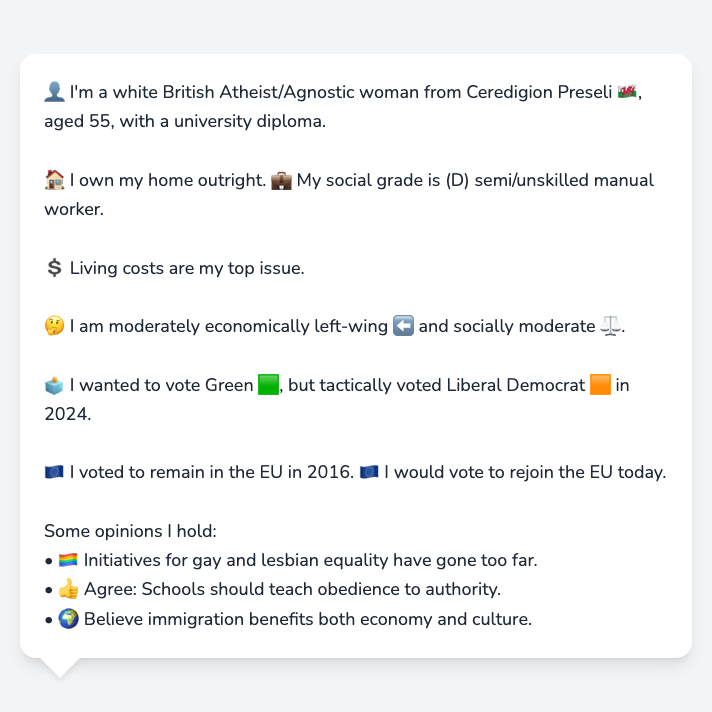 👤 I'm a white British Atheist/Agnostic woman from Ceredigion Preseli 🏴󠁧󠁢󠁷󠁬󠁳󠁿,
aged 55, with a university diploma.
🏠 I own my home outright. 💼 My social grade is (D) semi/unskilled manual
worker.
💲 Living costs are my top issue.
🤔 I am moderately economically left-wing ⬅️ and socially moderate ⚖️.
🗳️ I wanted to vote Green 🟩, but tactically voted Liberal Democrat 🟧 in
2024.
🇪🇺 I voted to remain in the EU in 2016. 🇪🇺 I would vote to rejoin the EU today.
Some opinions I hold:
• 🏳️‍🌈 Initiatives for gay and lesbian equality have gone too far.
• 👍 Agree: Schools should teach obedience to authority.
• 🌍 Believe immigration benefits both economy and culture.